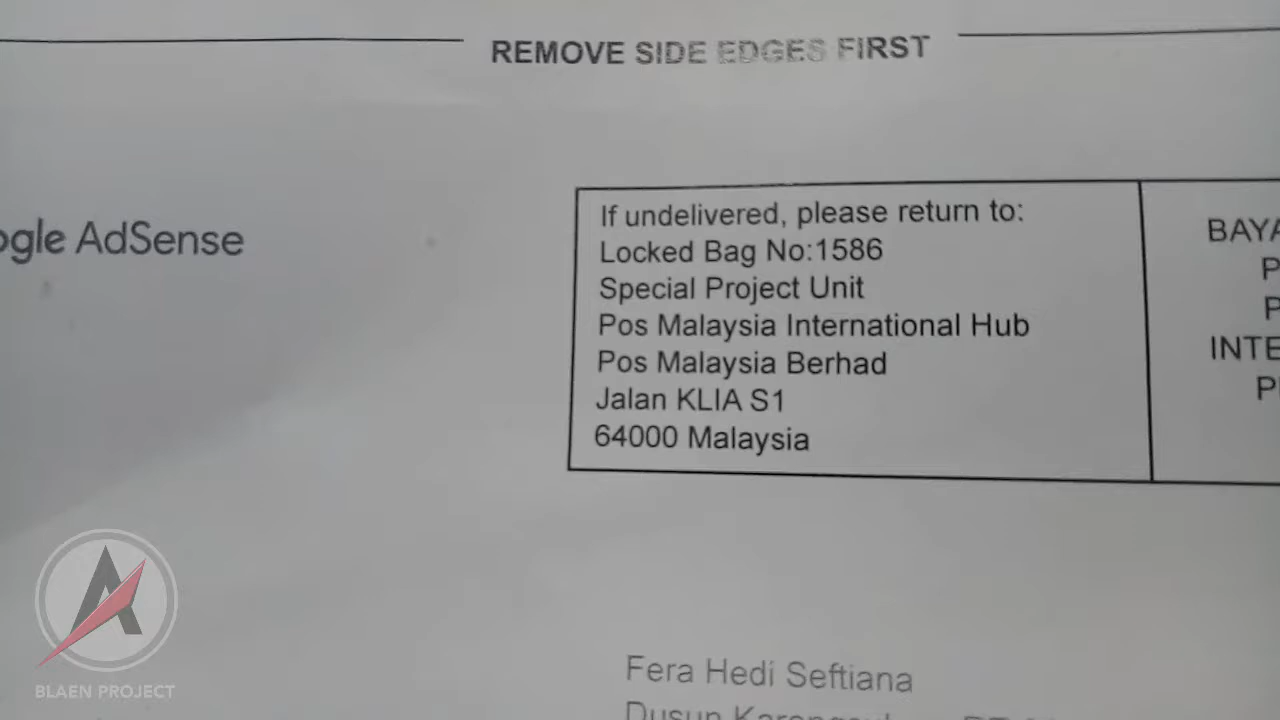 REMOVE SIDE EDGES FIRST
ogle AdSense
If undelivered, please return to:
Locked Bag No:1586
Special Project Unit
Pos Malaysia International Hub
Pos Malaysia Berhad
Jalan KLIA S1
64000 Malaysia
BAYA
P
P
INTE
P
Fera Hedi Seftiana
Dusun
BLAEN PROJECT